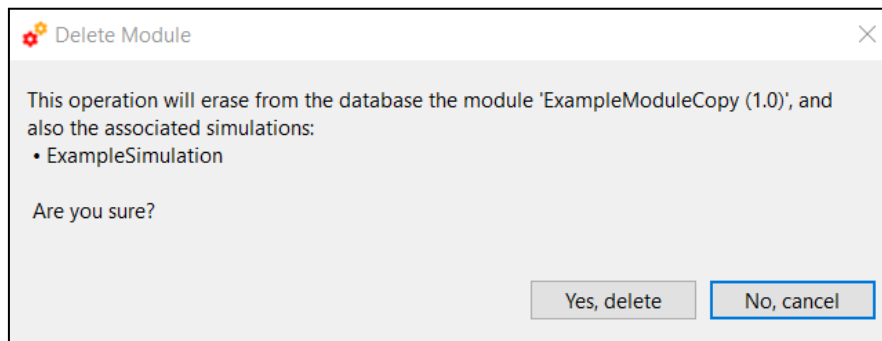 Delete Module
This operation will erase from the database the module 'ExampleModuleCopy (1.0)', and
also the associated simulations:
• ExampleSimulation
Are you sure?
Yes, delete
No, cancel